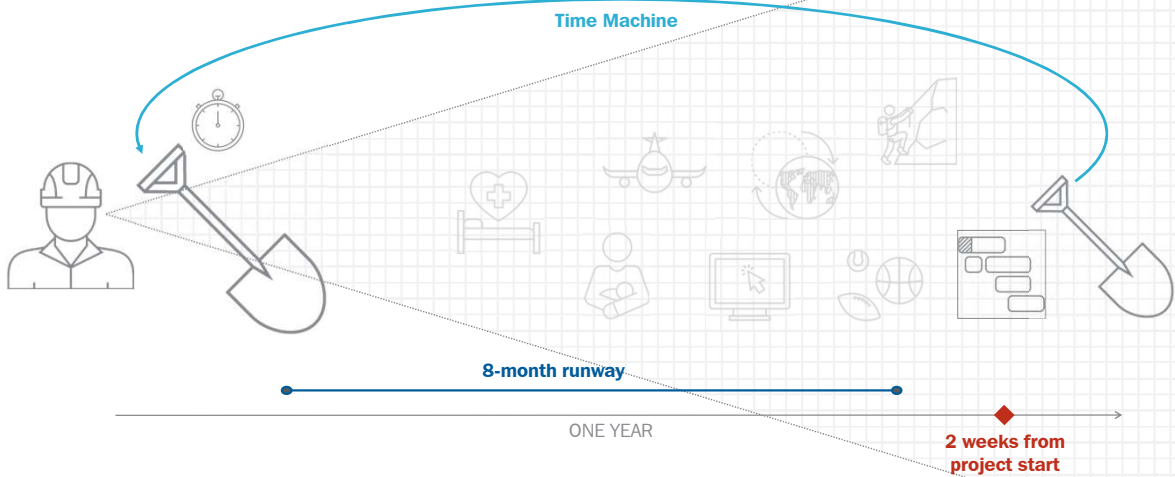 Time Machine
8-month runway
ONE YEAR
2 weeks from
project start